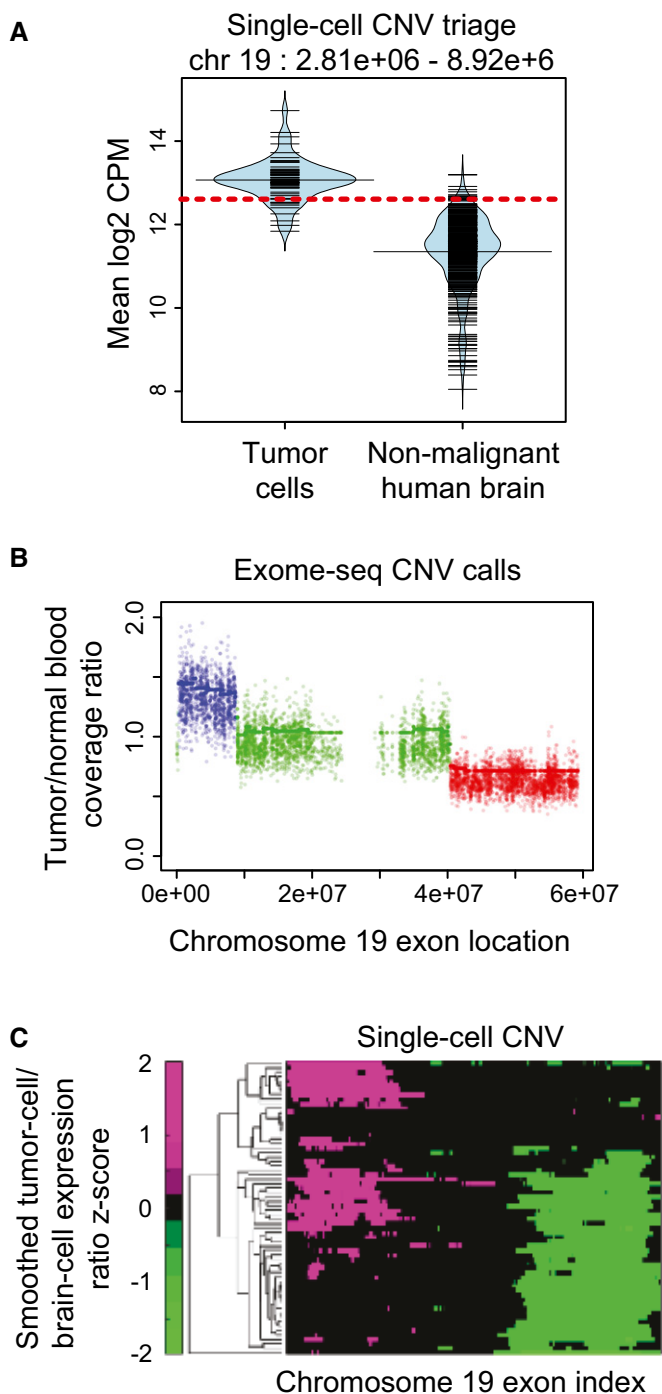 A
Single-cell CNV triage
chr 19 : 2.81e+06 - 8.92e+6
Mean log2 CPM
14
12
10
8
Tumor
cells
Non-malignant
human brain
B
Exome-seq CNV calls
Tumor/normal blood
coverage ratio
2.0
1.0
0.0
0e+00
2e+07
4e+07
6e+07
Chromosome 19 exon location
C
Single-cell CNV
Smoothed tumor-cell/
brain-cell expression
ratio z-score
2
1
0
-1
-2
Chromosome 19 exon index